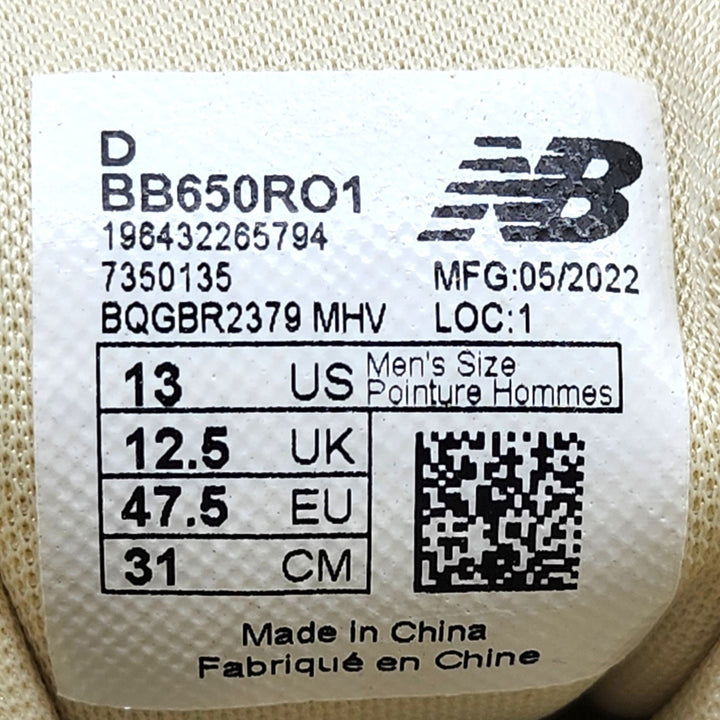 D
BB650RO1
196432265794
7350135 MFG:05/2022
BQGBR2379 MHV LOC:1
13 US Men's Size
Pointure Hommes
12.5 UK
47.5 EU
31 CM
Made in China
Fabriqué en Chine
NB